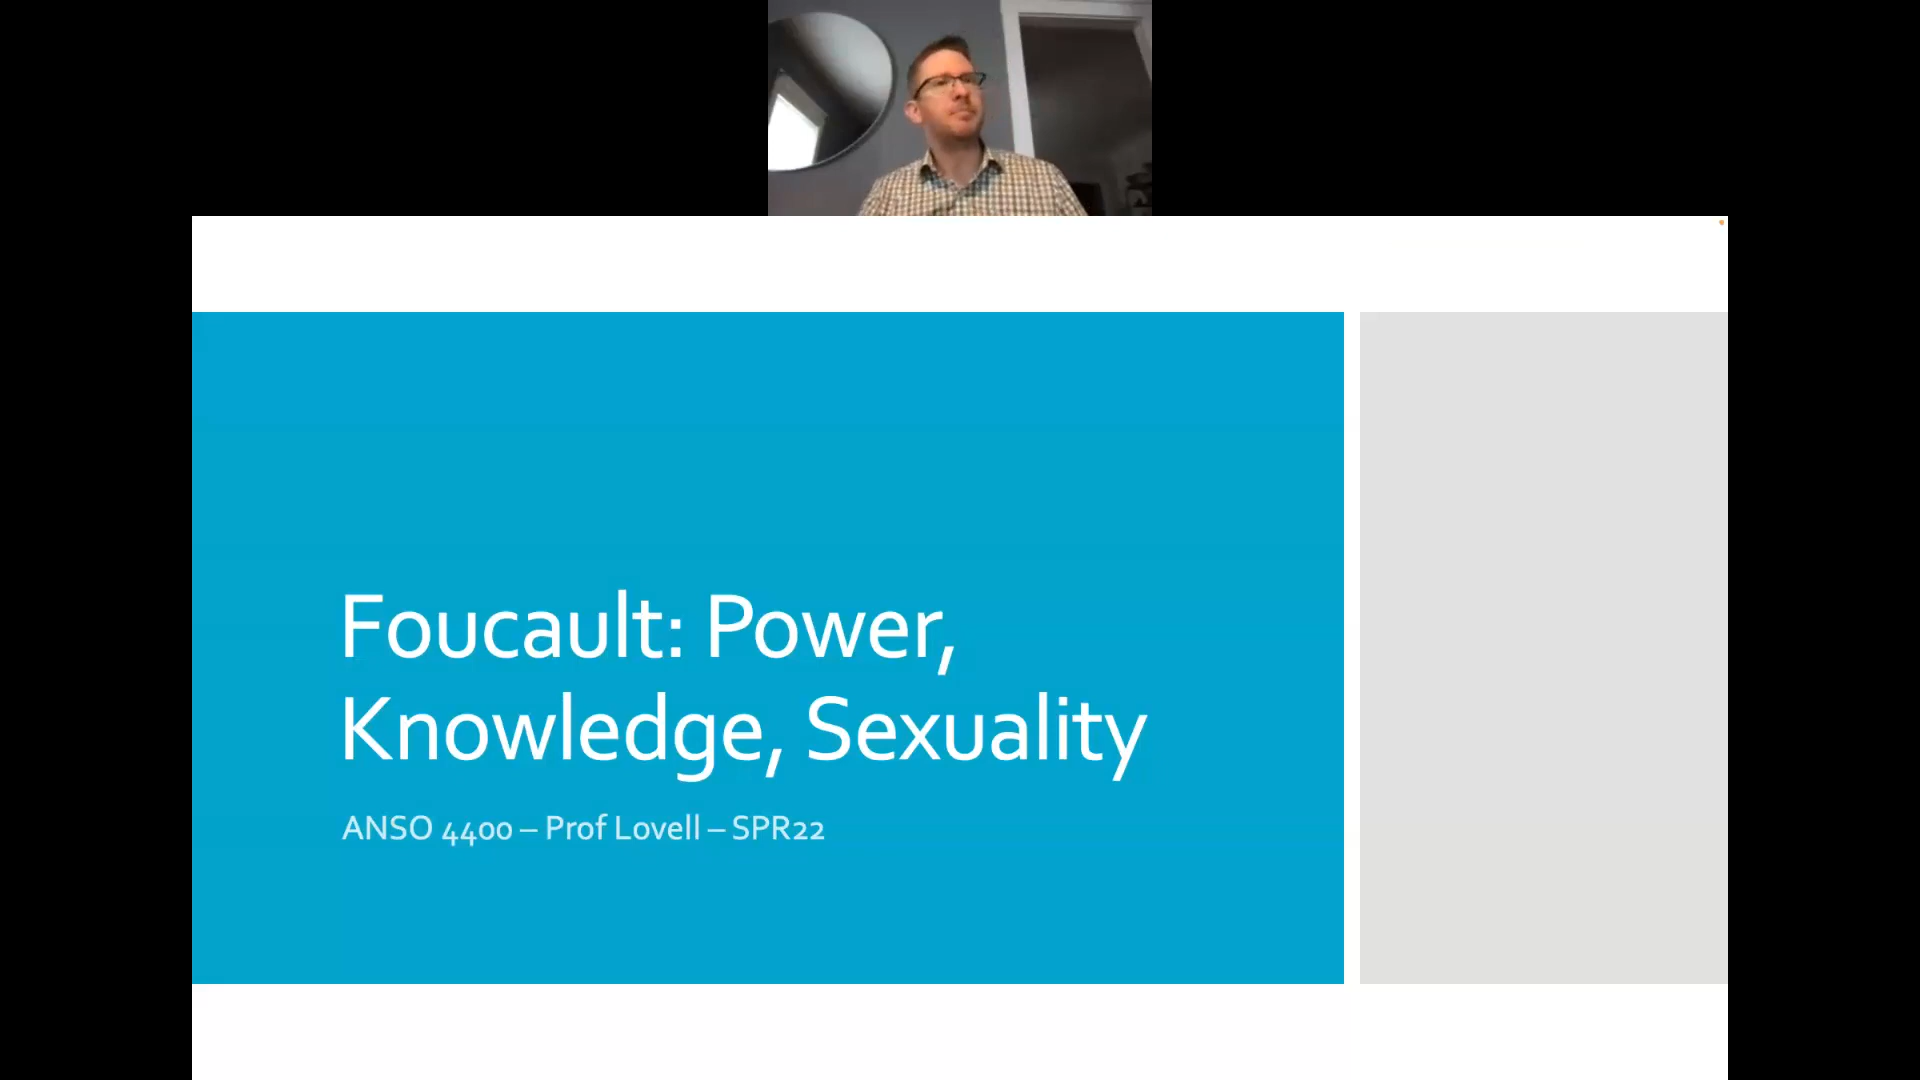 Foucault: Power,
Knowledge, Sexuality
ANSO 4400 – Prof Lovell – SPR22